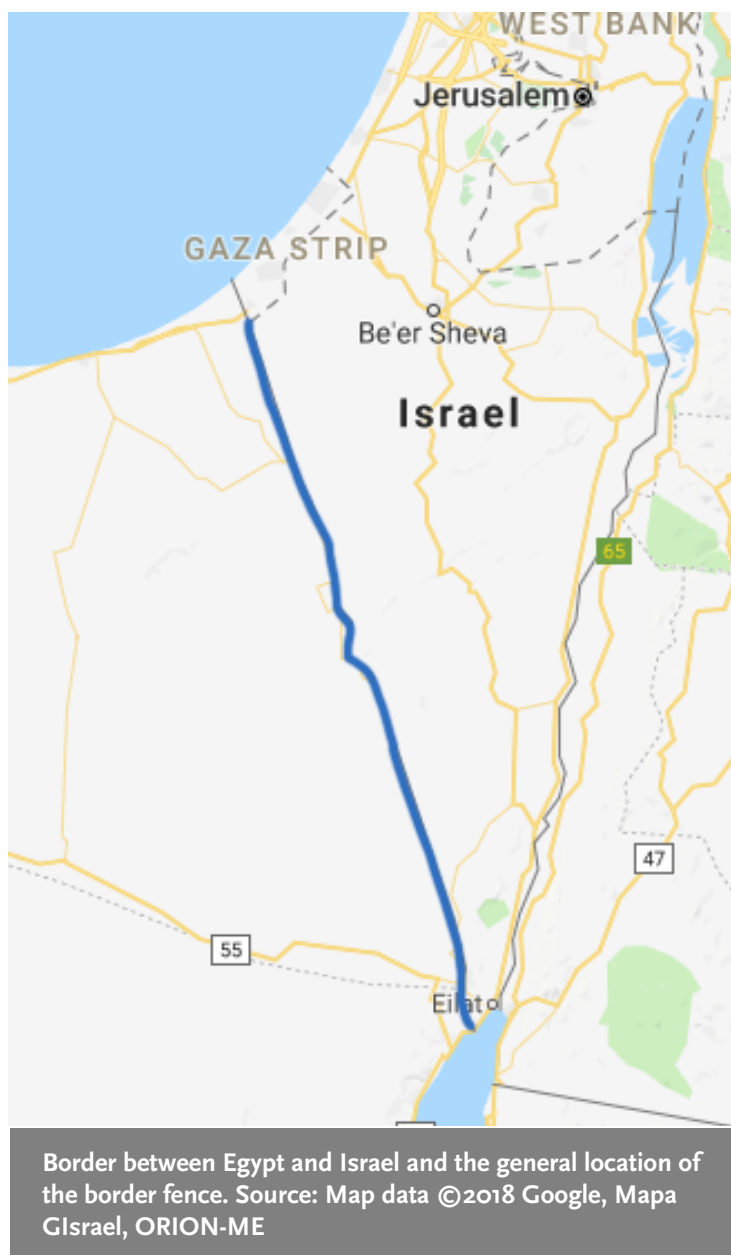 WEST BANK
Jerusalem
GAZA STRIP
Be'er Sheva
Israel
65
47
55
Eilat
Border between Egypt and Israel and the general location of
the border fence. Source: Map data ©2018 Google, Mapa
GIsrael, ORION-ME